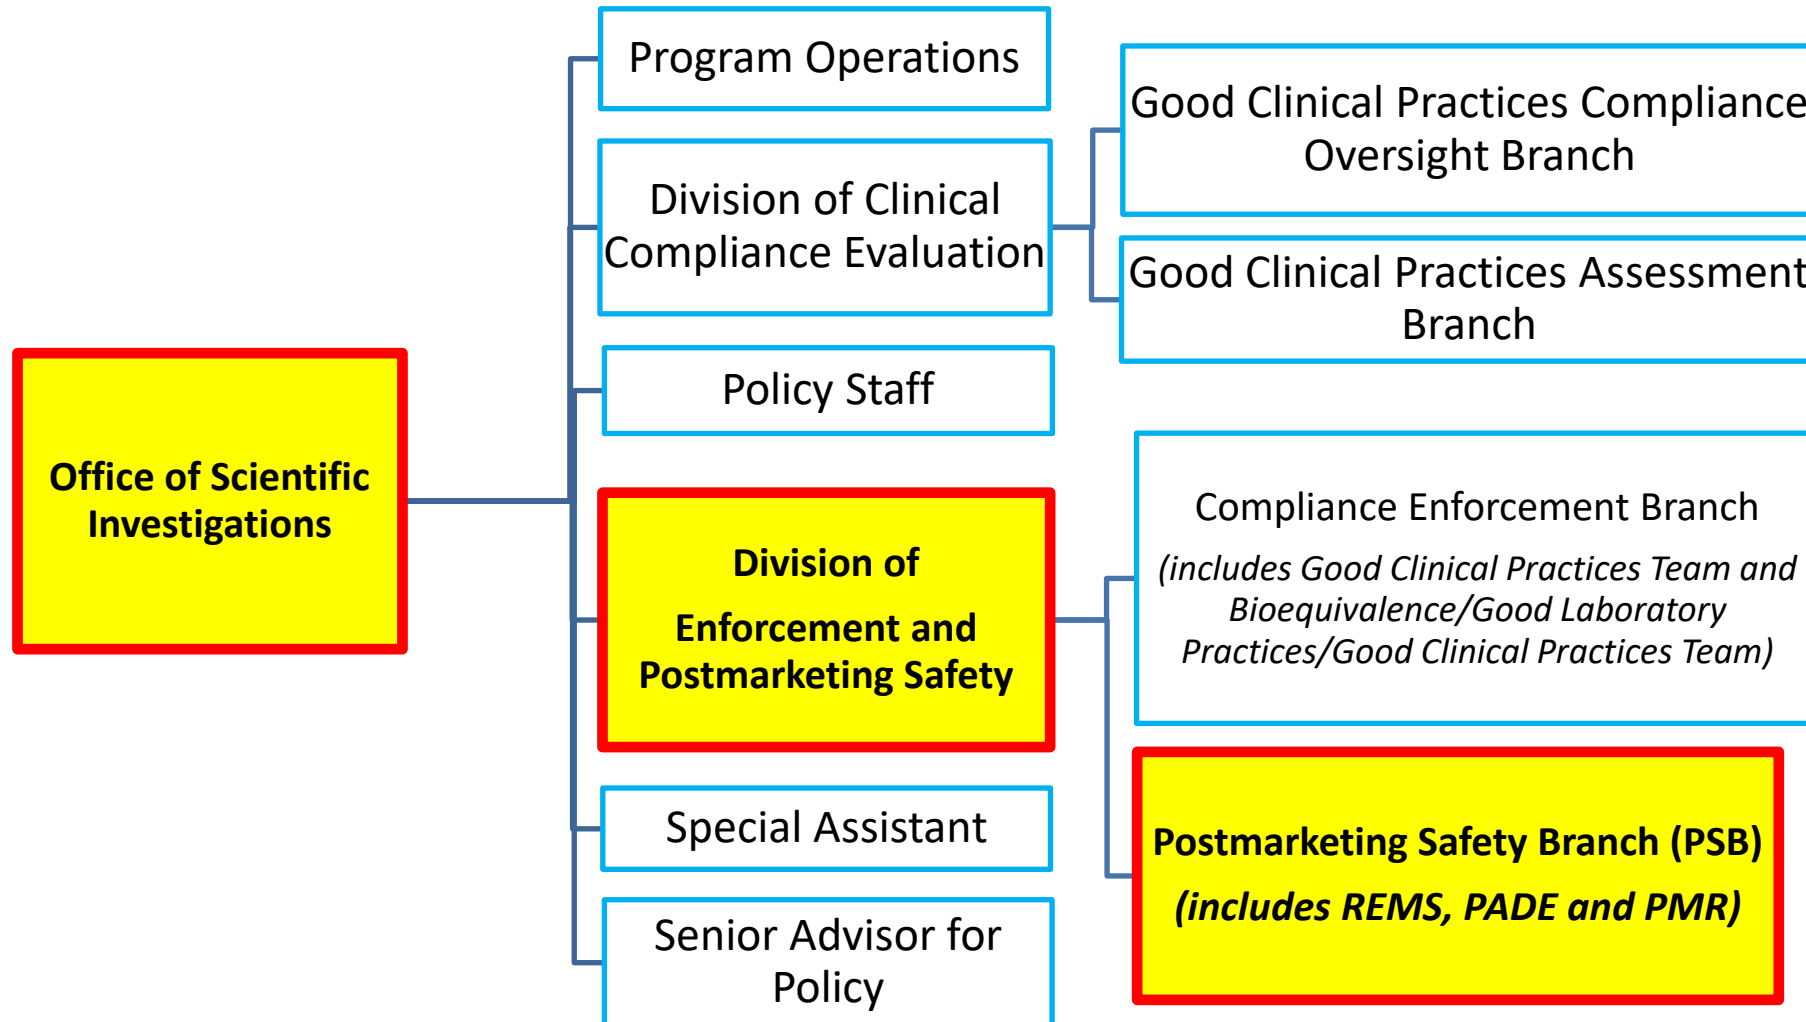 Office of Scientific
Investigations
Program Operations
Division of Clinical
Compliance Evaluation
Policy Staff
Division of
Enforcement and
Postmarketing Safety
Special Assistant
Senior Advisor for
Policy
Good Clinical Practices Compliance
Oversight Branch
Good Clinical Practices Assessment
Branch
Compliance Enforcement Branch
(includes Good Clinical Practices Team and
Bioequivalence/Good Laboratory
Practices/Good Clinical Practices Team)
Postmarketing Safety Branch (PSB)
(includes REMS, PADE and PMR)